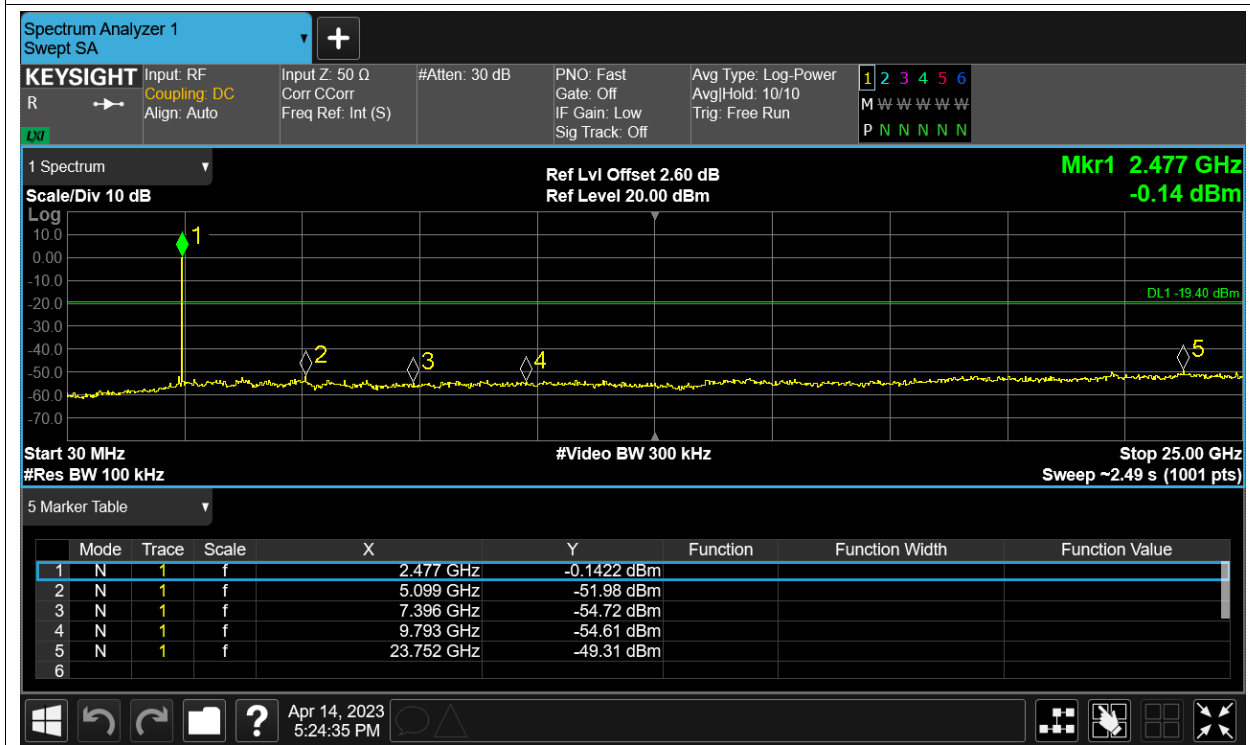 Spectrum Analyzer 1
Swept SA
KEYSIGHT Input: RF Input Z: 50 Ω #Atten: 30 dB PNO: Fast Avg Type: Log-Power 1 2 3 4 5 6
R Coupling: DC Corr CCorr Gate: Off Avg|Hold: 10/10 M W W W W W W
Align: Auto Freq Ref: Int (S) IF Gain: Low Trig: Free Run
LXI Sig Track: Off P N N N N N
1 Spectrum Ref Lvl Offset 2.60 dB Mkr1 2.477 GHz
Scale/Div 10 dB Ref Level 20.00 dBm -0.14 dBm
Log
10.0 1
0.00
-10.0
DL1 -19.40 dBm
-20.0
-30.0
-40.0 2 3 4 5
-50.0
-60.0
-70.0
Start 30 MHz #Video BW 300 kHz Stop 25.00 GHz
#Res BW 100 kHz Sweep ~2.49 s (1001 pts)
5 Marker Table
Mode Trace Scale X Y Function Function Width Function Value
1 N 1 f 2.477 GHz -0.1422 dBm
2 N 1 f 5.099 GHz -51.98 dBm
3 N 1 f 7.396 GHz -54.72 dBm
4 N 1 f 9.793 GHz -54.61 dBm
5 N 1 f 23.752 GHz -49.31 dBm
6
? Apr 14, 2023
5:24:35 PM